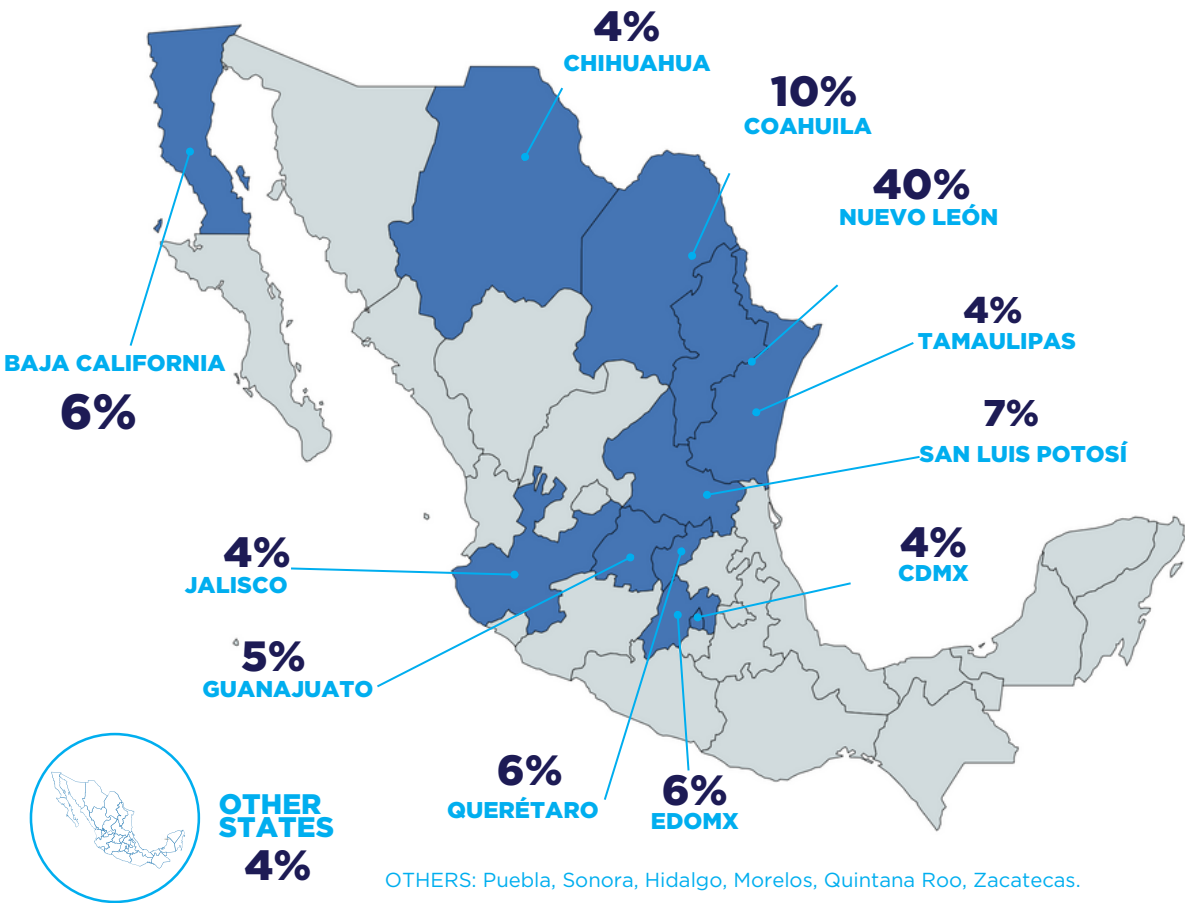 4%
CHIHUAHUA
10%
COAHUILA
40%
NUEVO LEÓN
4%
TAMAULIPAS
BAJA CALIFORNIA
6%
7%
SAN LUIS POTOSÍ
4%
JALISCO
4%
CDMX
5%
GUANAJUATO
6%
QUERÉTARO
6%
EDOMX
OTHER
STATES
4%
OTHERS: Puebla, Sonora, Hidalgo, Morelos, Quintana Roo, Zacatecas.